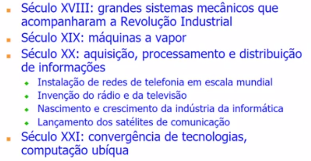 Século XVIII: grandes sistemas mecânicos que
acompanharam a Revolução Industrial
Século XIX: máquinas a vapor
Século XX: aquisição, processamento e distribuição
de informações
Instalação de redes de telefonia em escala mundial
Invenção do rádio e da televisão
Nascimento e crescimento da indústria da informática
Lançamento dos satélites de comunicação
Século XXI: convergência de tecnologias,
computação ubíqua